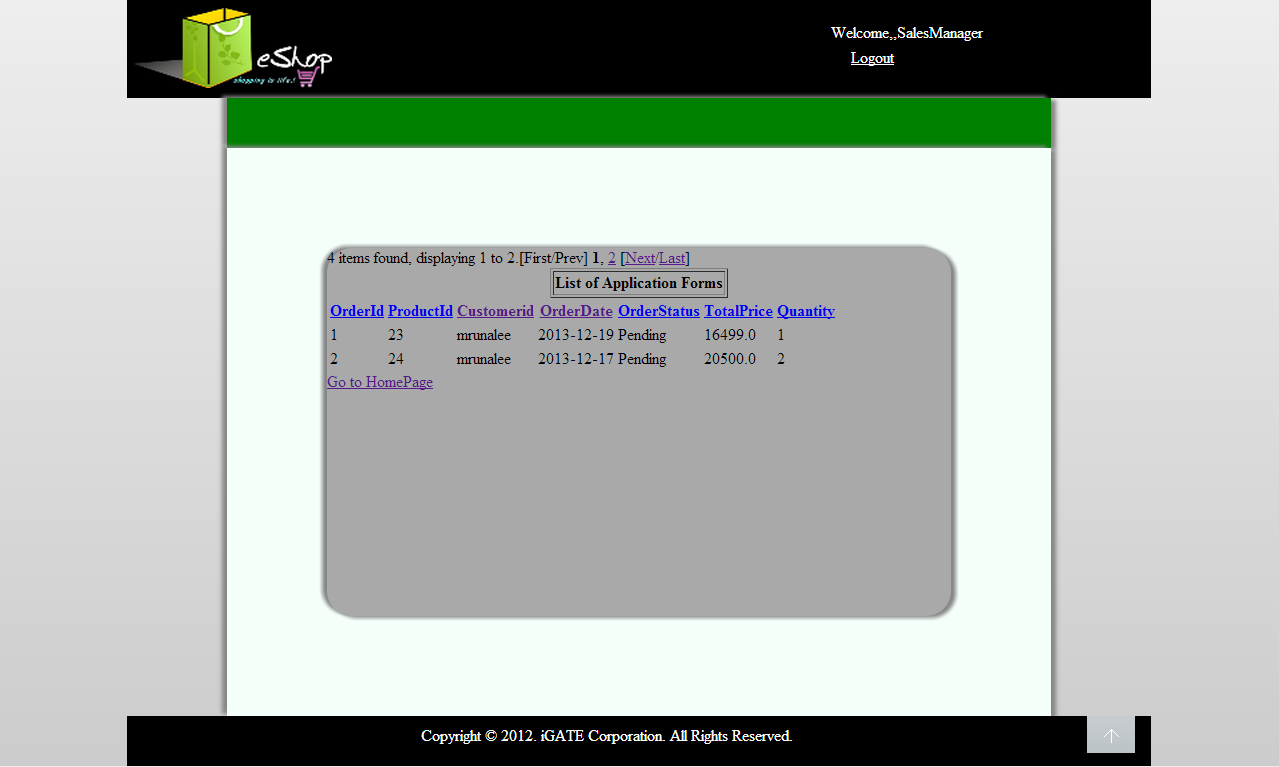 eShop
shopping is life.!
Welcome,,SalesManager
Logout
4 items found, displaying 1 to 2.[First/Prev] 1, 2 [Next/Last]
List of Application Forms
OrderId ProductId Customerid OrderDate OrderStatus TotalPrice Quantity
1 23 mrunalee 2013-12-19 Pending 16499.0 1
2 24 mrunalee 2013-12-17 Pending 20500.0 2
Go to HomePage
Copyright © 2012. iGATE Corporation. All Rights Reserved.